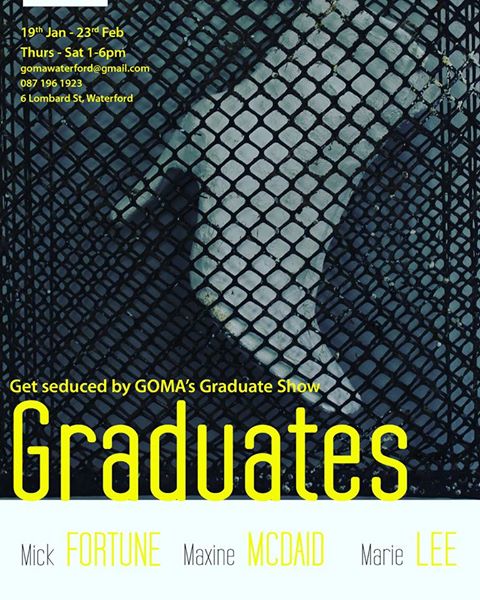 19th Jan - 23rd Feb
Thurs - Sat 1-6pm
gomawaterford@gmail.com
087 196 1923
6 Lombard St, Waterford
Get seduced by GOMA's Graduate Show
Graduates
Mick FORTUNE Maxine MCDAID Marie LEE